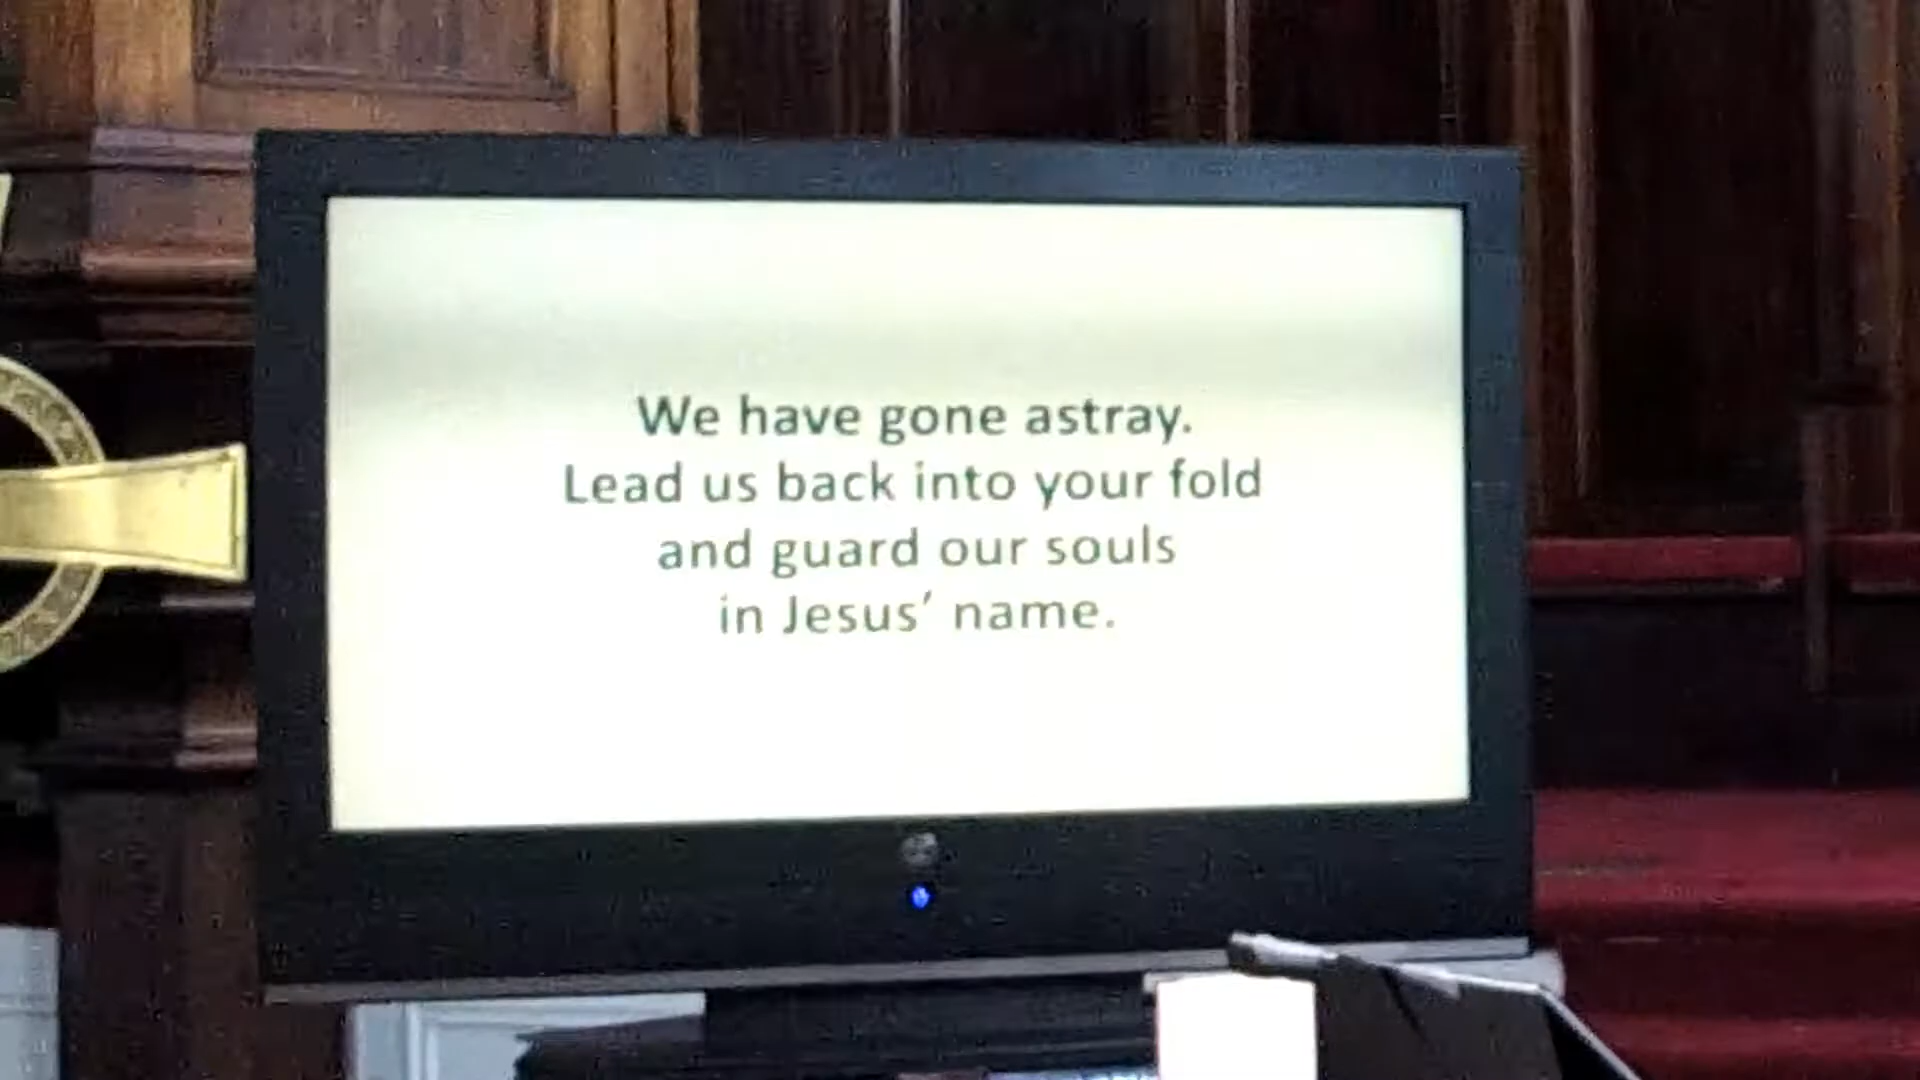 We have gone astray.
Lead us back into your fold
and guard our souls
in Jesus’ name.